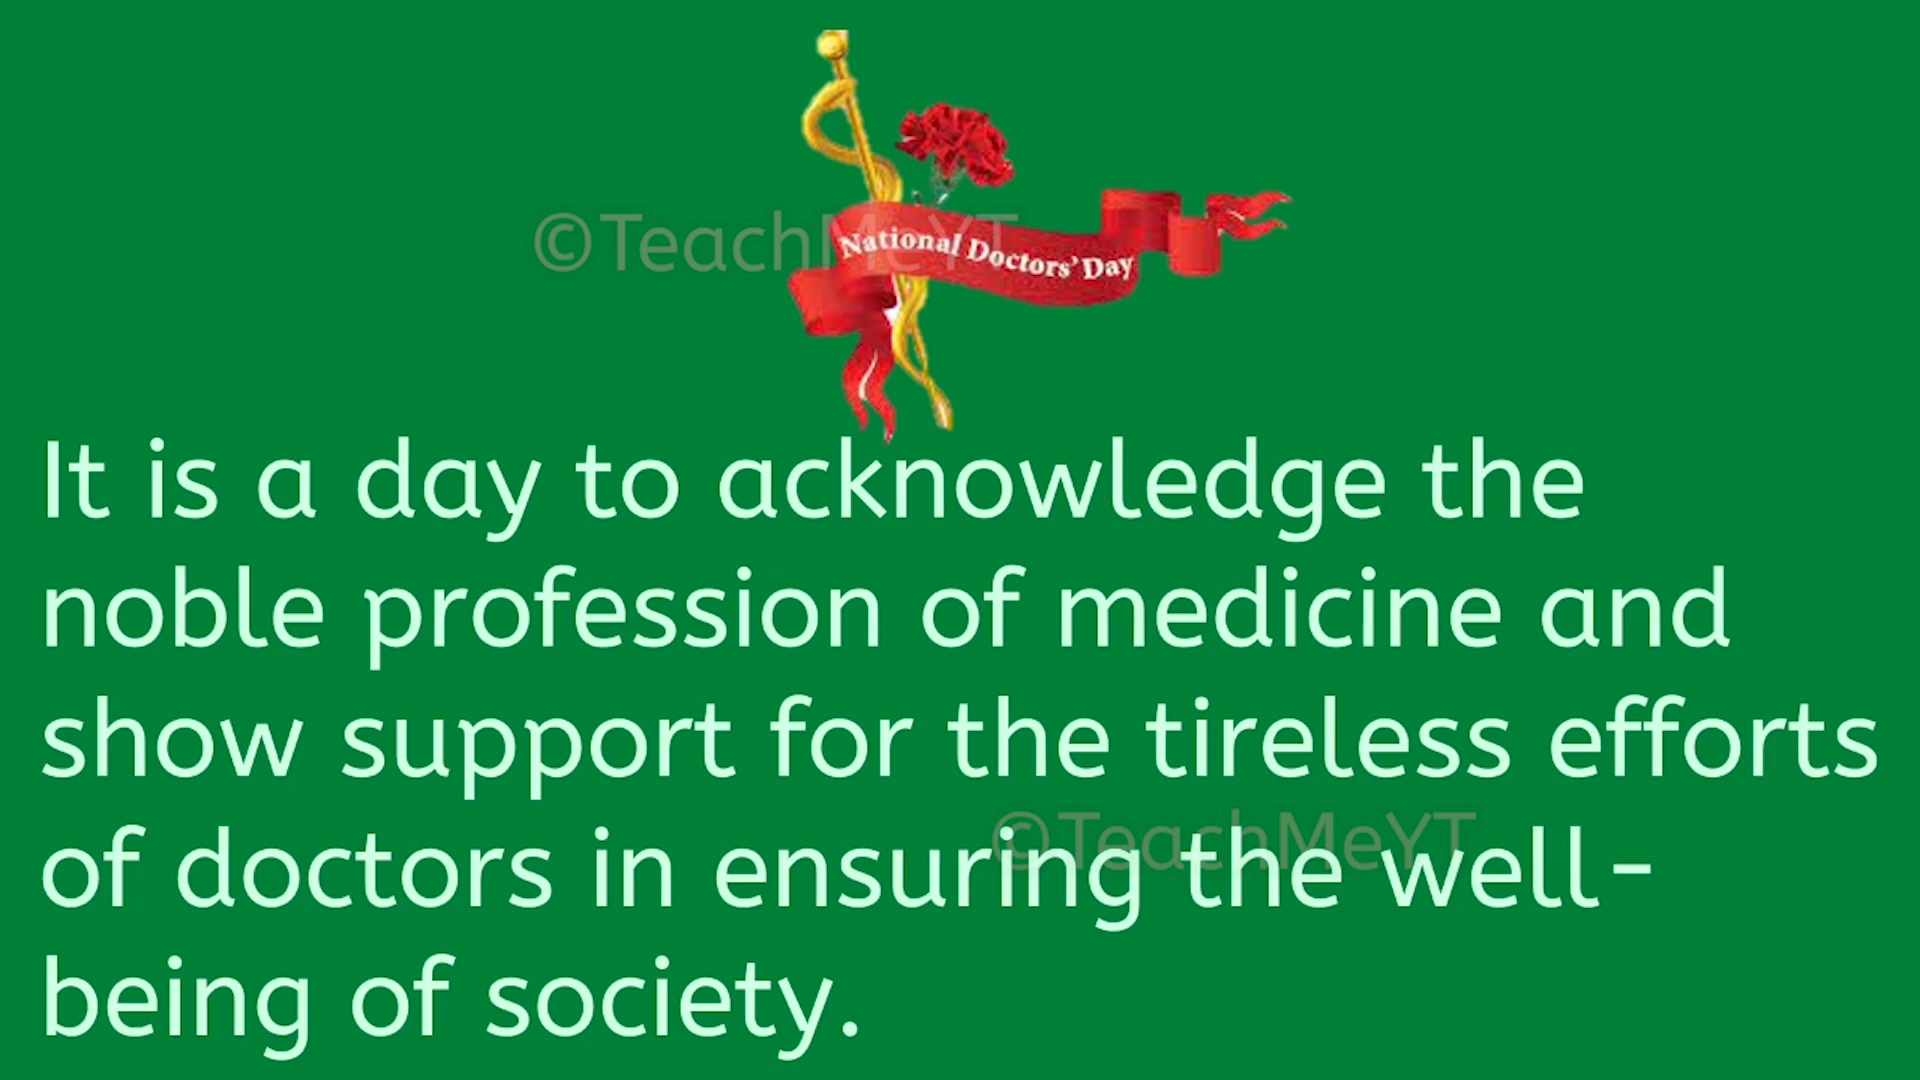 ©TeachMeYT
National Doctors' Day
It is a day to acknowledge the
noble profession of medicine and
show support for the tireless efforts
©TeachMeYT
of doctors in ensuring the well-
being of society.